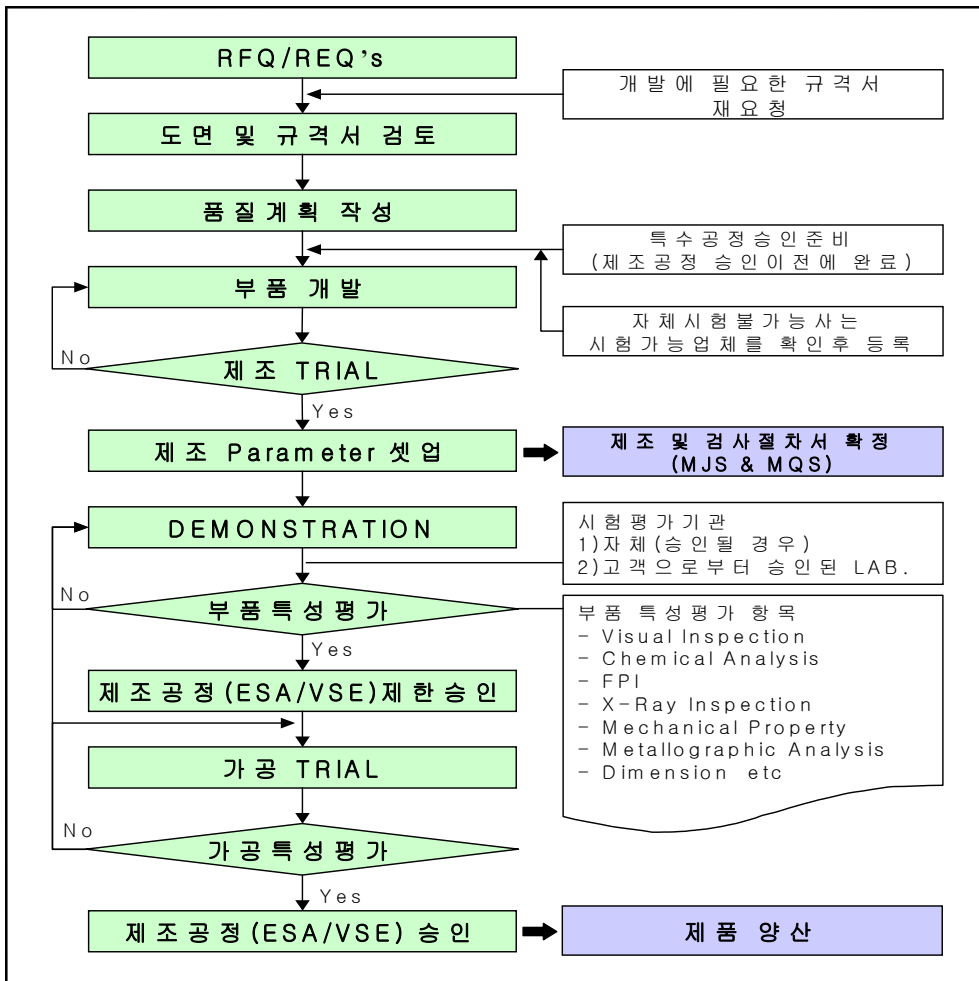 RFQ/REQ's
개발에 필요한 규격서
재요청
도면 및 규격서 검토
품질계획 작성
특수공정승인준비
(제조공정 승인이전에 완료)
부품 개발
자체시험불가능사는
시험가능업체를 확인후 등록
No
제조 TRIAL
Yes
제조 Parameter 셋업
제조 및 검사절차서 확정
(MJS & MQS)
DEMONSTRATION
시험평가기관
1)자체(승인될 경우)
2)고객으로부터 승인된 LAB.
No
부품특성평가
Yes
부품 특성평가 항목
- Visual Inspection
- Chemical Analysis
- FPI
- X-Ray Inspection
- Mechanical Property
- Metallographic Analysis
- Dimension etc
제조공정(ESA/VSE)제한승인
가공 TRIAL
No
가공특성평가
Yes
제조공정(ESA/VSE) 승인
제품 양산